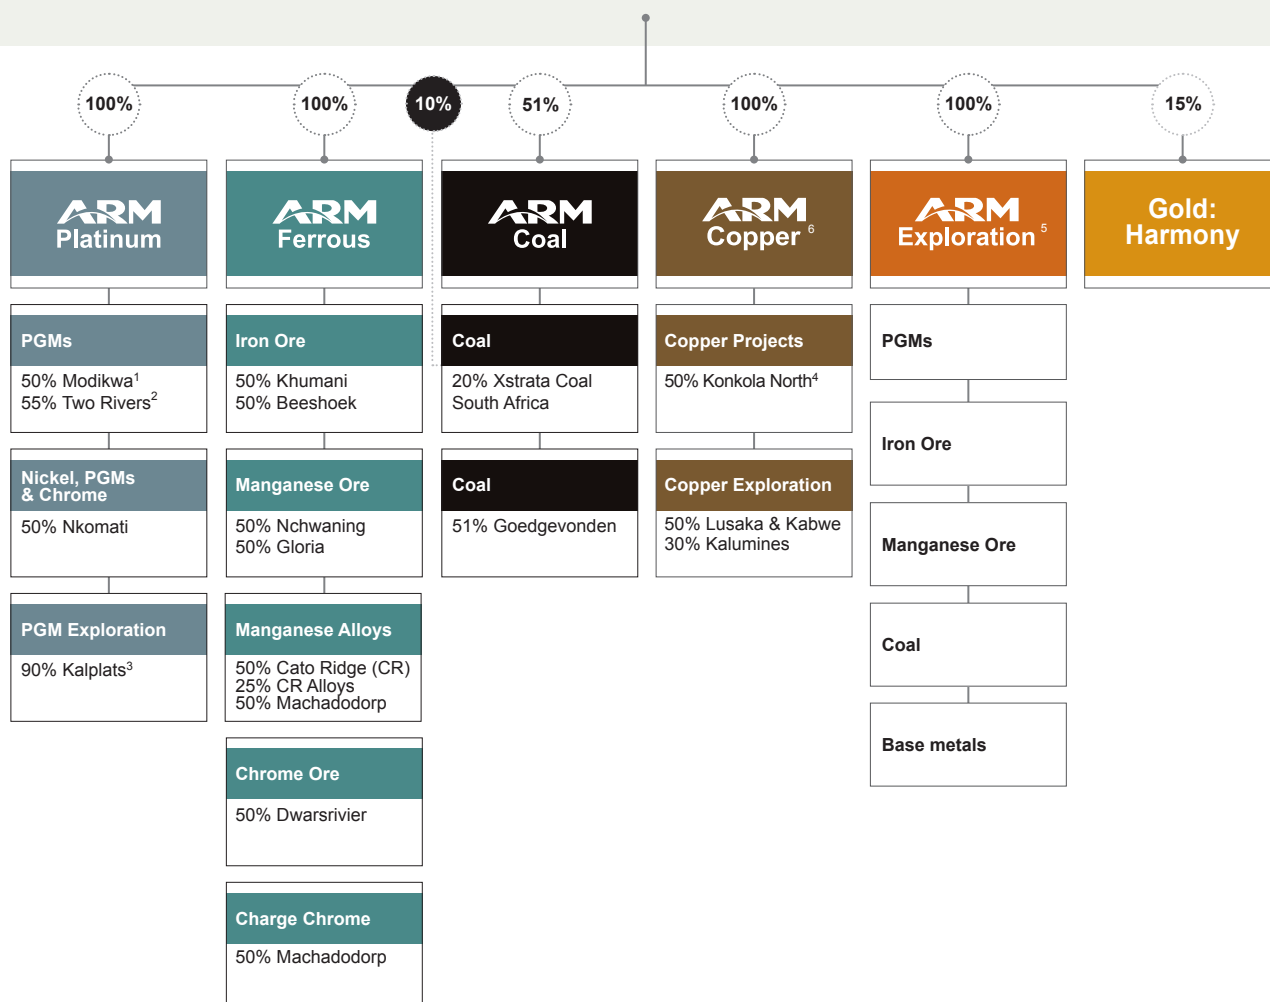 100%
100%
10%
51%
100%
100%
15%
ARM
Platinum
ARM
Ferrous
ARM
Coal
ARM
Copper 6
ARM
Exploration 5
Gold:
Harmony
PGMs
50% Modikwa1
55% Two Rivers2
Nickel, PGMs
& Chrome
50% Nkomati
PGM Exploration
90% Kalplats3
Iron Ore
50% Khumani
50% Beeshoek
Manganese Ore
50% Nchwaning
50% Gloria
Manganese Alloys
50% Cato Ridge (CR)
25% CR Alloys
50% Machadodorp
Chrome Ore
50% Dwarsrivier
Charge Chrome
50% Machadodorp
Coal
20% Xstrata Coal
South Africa
Coal
51% Goedgevonden
Copper Projects
50% Konkola North4
Copper Exploration
50% Lusaka & Kabwe
30% Kalumines
PGMs
Iron Ore
Manganese Ore
Coal
Base metals